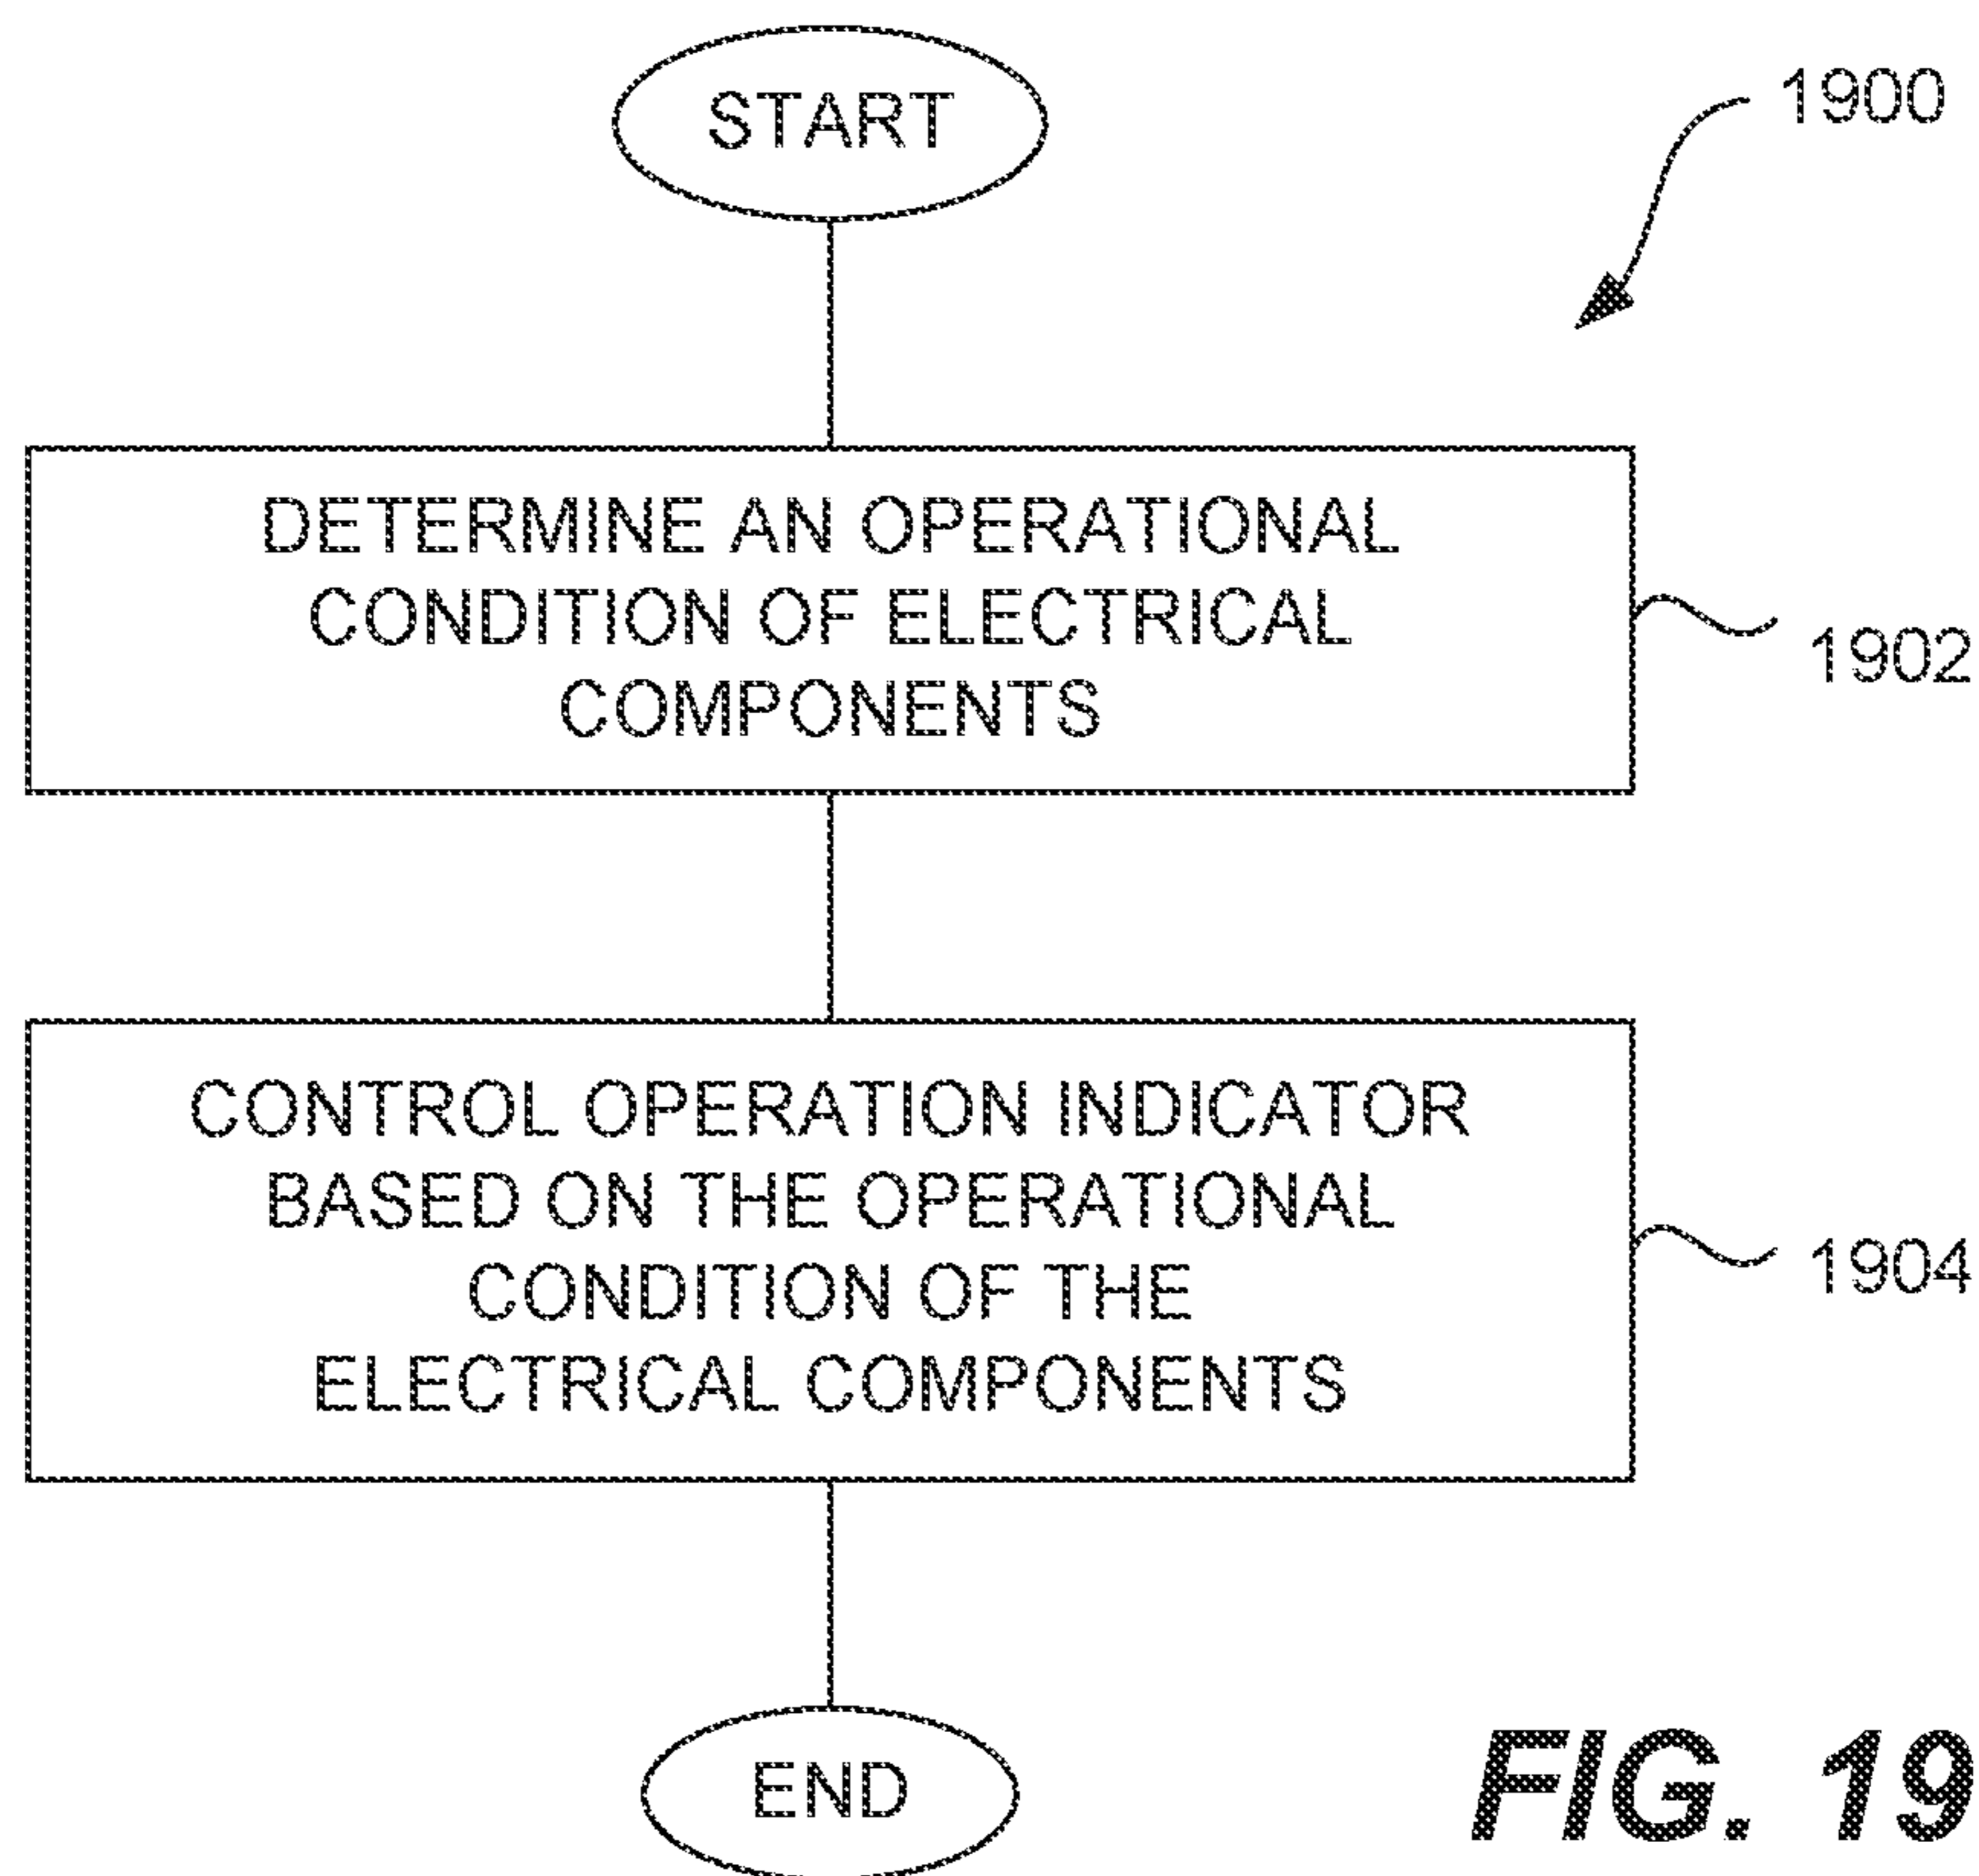 START
1900
DETERMINE AN OPERATIONAL
CONDITION OF ELECTRICAL
COMPONENTS
1902
CONTROL OPERATION INDICATOR
BASED ON THE OPERATIONAL
CONDITION OF THE
ELECTRICAL COMPONENTS
1904
END
FIG. 19